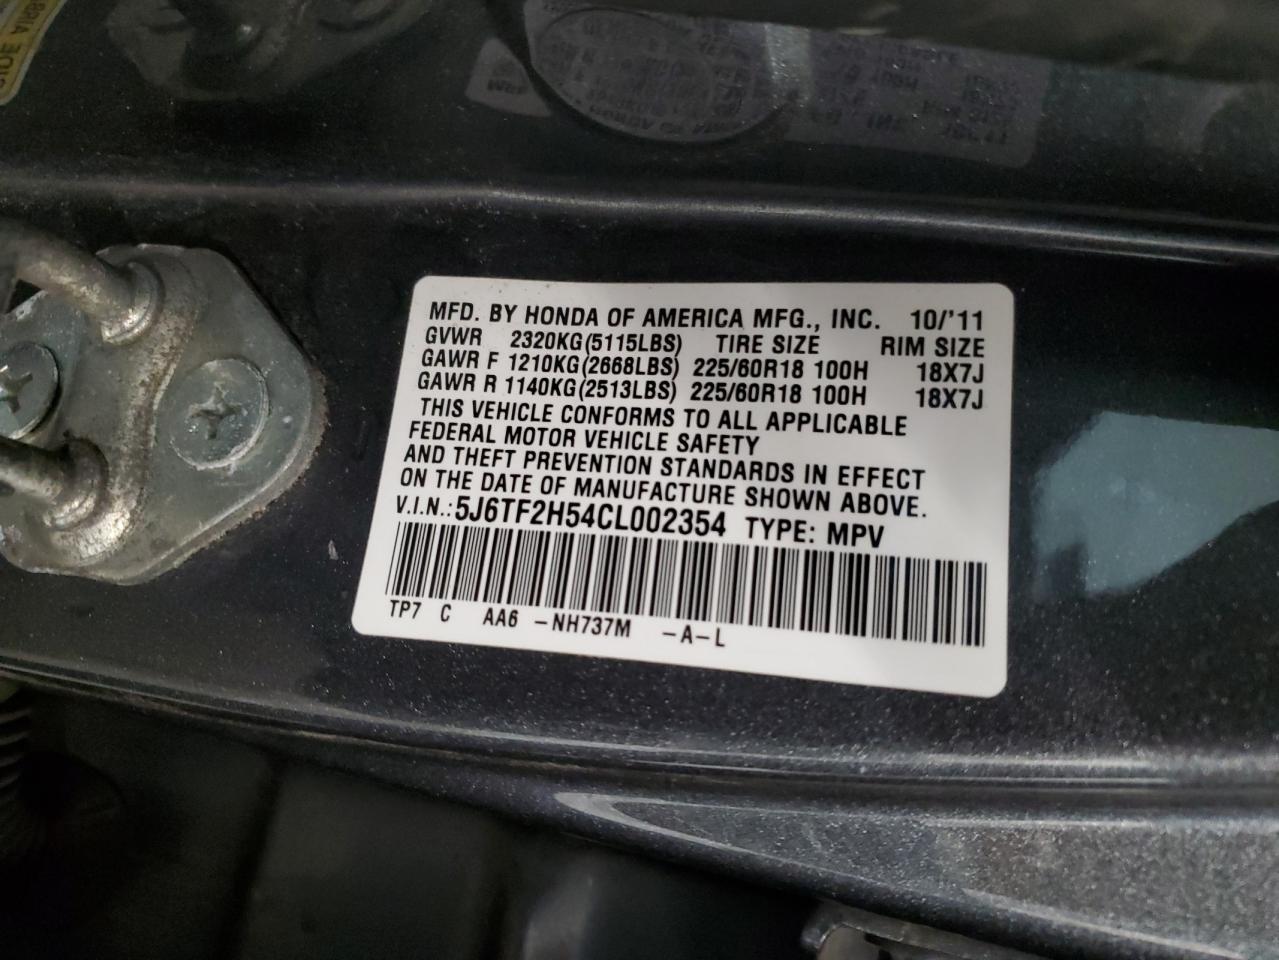 MFD. BY HONDA OF AMERICA MFG., INC. 10/'11
GVWR 2320KG(5115LBS) TIRE SIZE RIM SIZE
GAWR F 1210KG(2668LBS) 225/60R18 100H 18X7J
GAWR R 1140KG(2513LBS) 225/60R18 100H 18X7J
THIS VEHICLE CONFORMS TO ALL APPLICABLE
FEDERAL MOTOR VEHICLE SAFETY
AND THEFT PREVENTION STANDARDS IN EFFECT
ON THE DATE OF MANUFACTURE SHOWN ABOVE.
V.I.N.: 5J6TF2H54CL002354 TYPE: MPV
TP7 C AA6 -NH737M -A-L